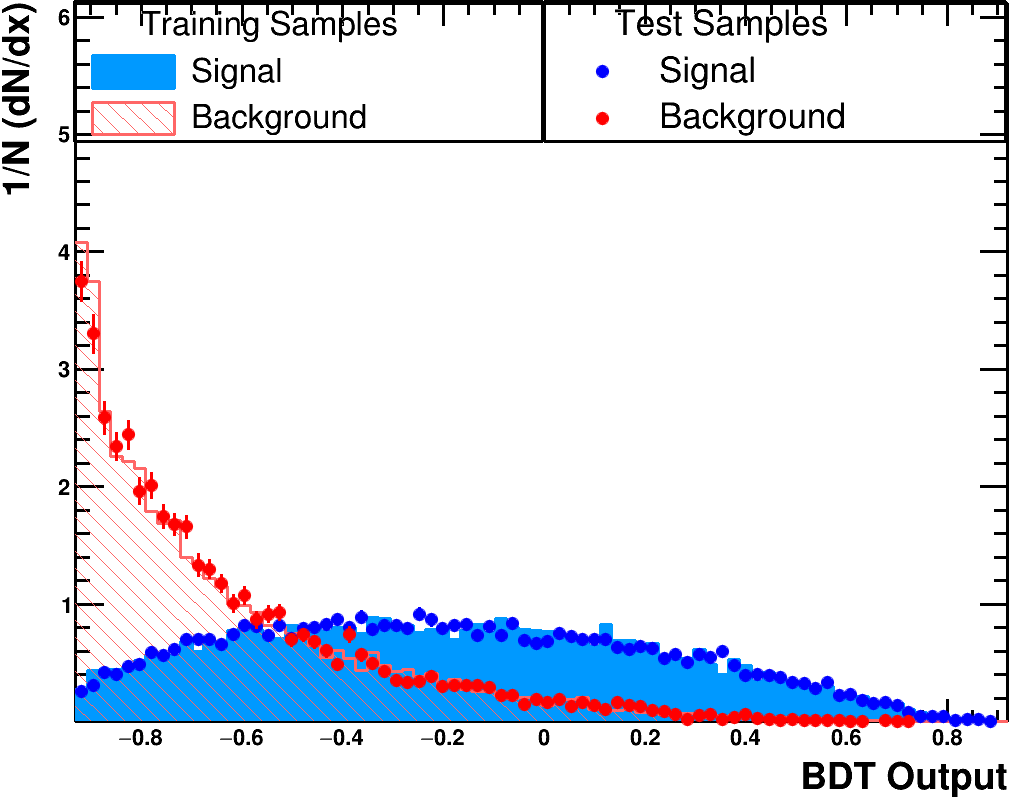 1/N (dN/dx)
6
5
4
3
2
1
Training Samples
Signal
Background
Test Samples
Signal
Background
−0.8 −0.6 −0.4 −0.2 0 0.2 0.4 0.6 0.8
BDT Output